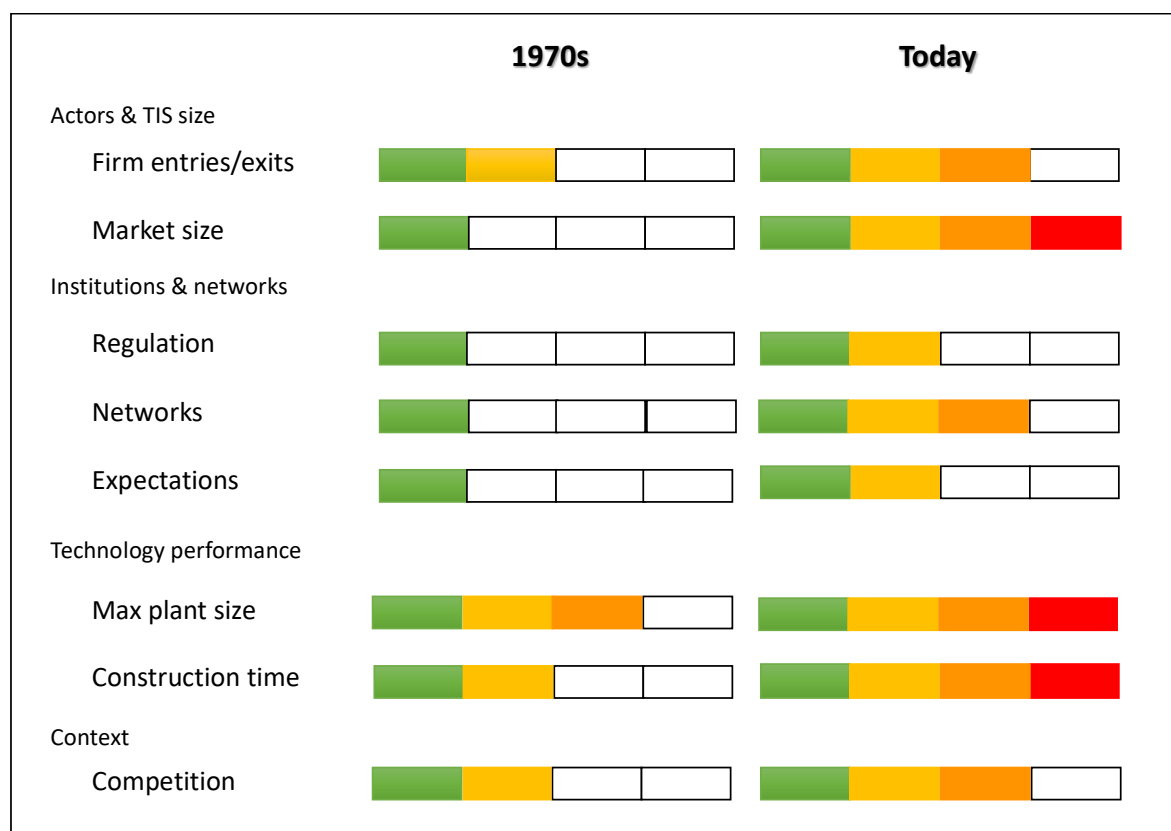 1970s Today
Actors & TIS size
Firm entries/exits
Market size
Institutions & networks
Regulation
Networks
Expectations
Technology performance
Max plant size
Construction time
Context
Competition